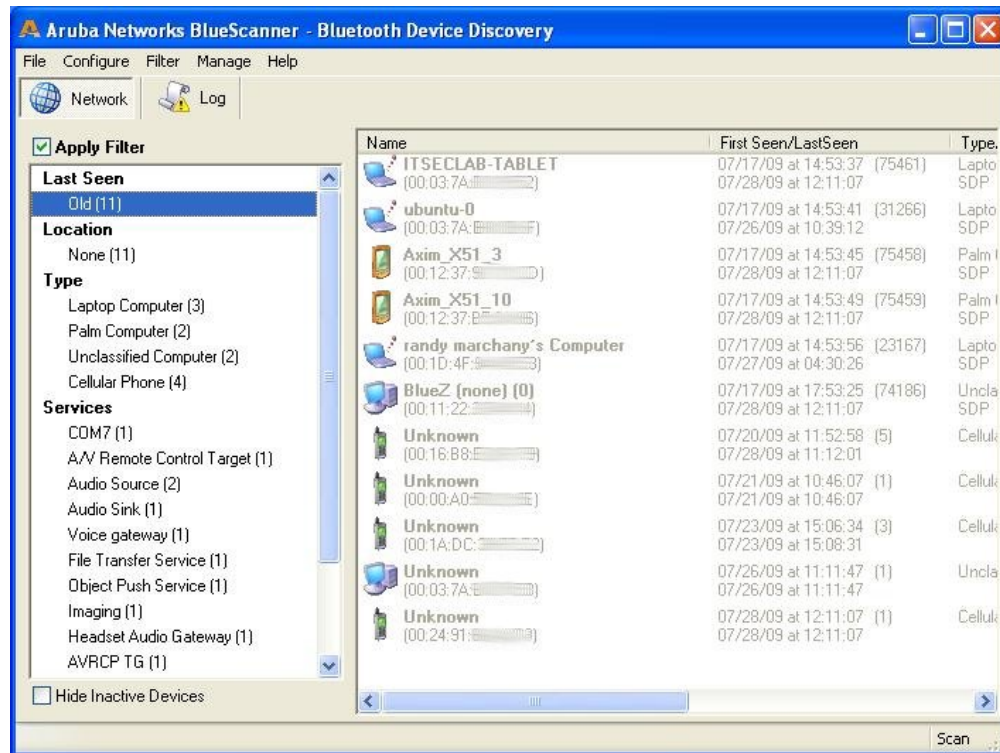 Aruba Networks BlueScanner - Bluetooth Device Discovery
File Configure Filter Manage Help
Network Log
Apply Filter
Last Seen
Old (11)
Location
None (11)
Type
Laptop Computer (3)
Palm Computer (2)
Unclassified Computer (2)
Cellular Phone (4)
Services
COM7 (1)
A/V Remote Control Target (1)
Audio Source (2)
Audio Sink (1)
Voice gateway (1)
File Transfer Service (1)
Object Push Service (1)
Imaging (1)
Headset Audio Gateway (1)
AVRCP TG (1)
Hide Inactive Devices
Name First Seen/LastSeen Type.
ITSECLAB-TABLET 07/17/09 at 14:53:37 (75461) Lapto
(00:03:7A: 2) 07/28/09 at 12:11:07 SDP
ubuntu-0 07/17/09 at 14:53:41 (31266) Lapto
(00:03:7A: F) 07/26/09 at 10:39:12 SDP
Axim_X51_3 07/17/09 at 14:53:45 (75458) Palm
(00:12:37: D) 07/28/09 at 12:11:07 SDP
Axim_X51_10 07/17/09 at 14:53:49 (75459) Palm
(00:12:37: ) 07/28/09 at 12:11:07 SDP
randy marchany's Computer 07/17/09 at 14:53:56 (23167) Lapto
(00:1D:4F: ) 07/27/09 at 04:30:26 SDP
BlueZ (none) (0) 07/17/09 at 17:53:25 (74186) Uncla
(00:11:22: ) 07/28/09 at 12:11:07 SDP
Unknown 07/20/09 at 11:52:58 (5) Cellula
(00:16:B8: ) 07/28/09 at 11:12:01
Unknown 07/21/09 at 10:46:07 (1) Cellula
(00:00:A0: ) 07/21/09 at 10:46:07
Unknown 07/23/09 at 15:06:34 (3) Cellula
(00:1A:DC: ) 07/23/09 at 15:08:31
Unknown 07/26/09 at 11:11:47 (1) Uncla
(00:03:7A: ) 07/26/09 at 11:11:47
Unknown 07/28/09 at 12:11:07 (1) Cellula
(00:24:91: ) 07/28/09 at 12:11:07
Scan